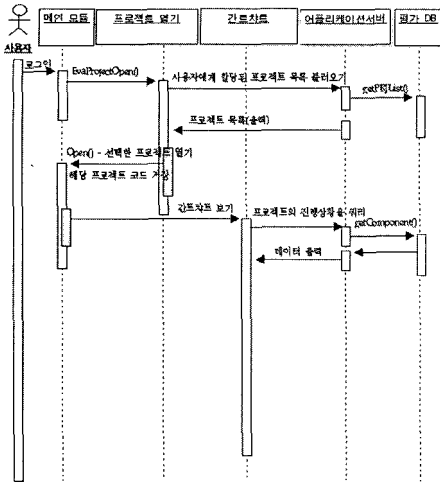 메인 모듈
프로젝트 열기
간트차트
어플리케이션서버
평가 DB
사용자
로그인
EvaProjectOpen()
사용자에게 할당된 프로젝트 목록 불러오기
getPRJList()
프로젝트 목록(출력)
Open() - 선택한 프로젝트 열기
해당 프로젝트 코드 저장
간트차트 보기
프로젝트의 진행상황을 쿼리
getComponent()
데이터 출력